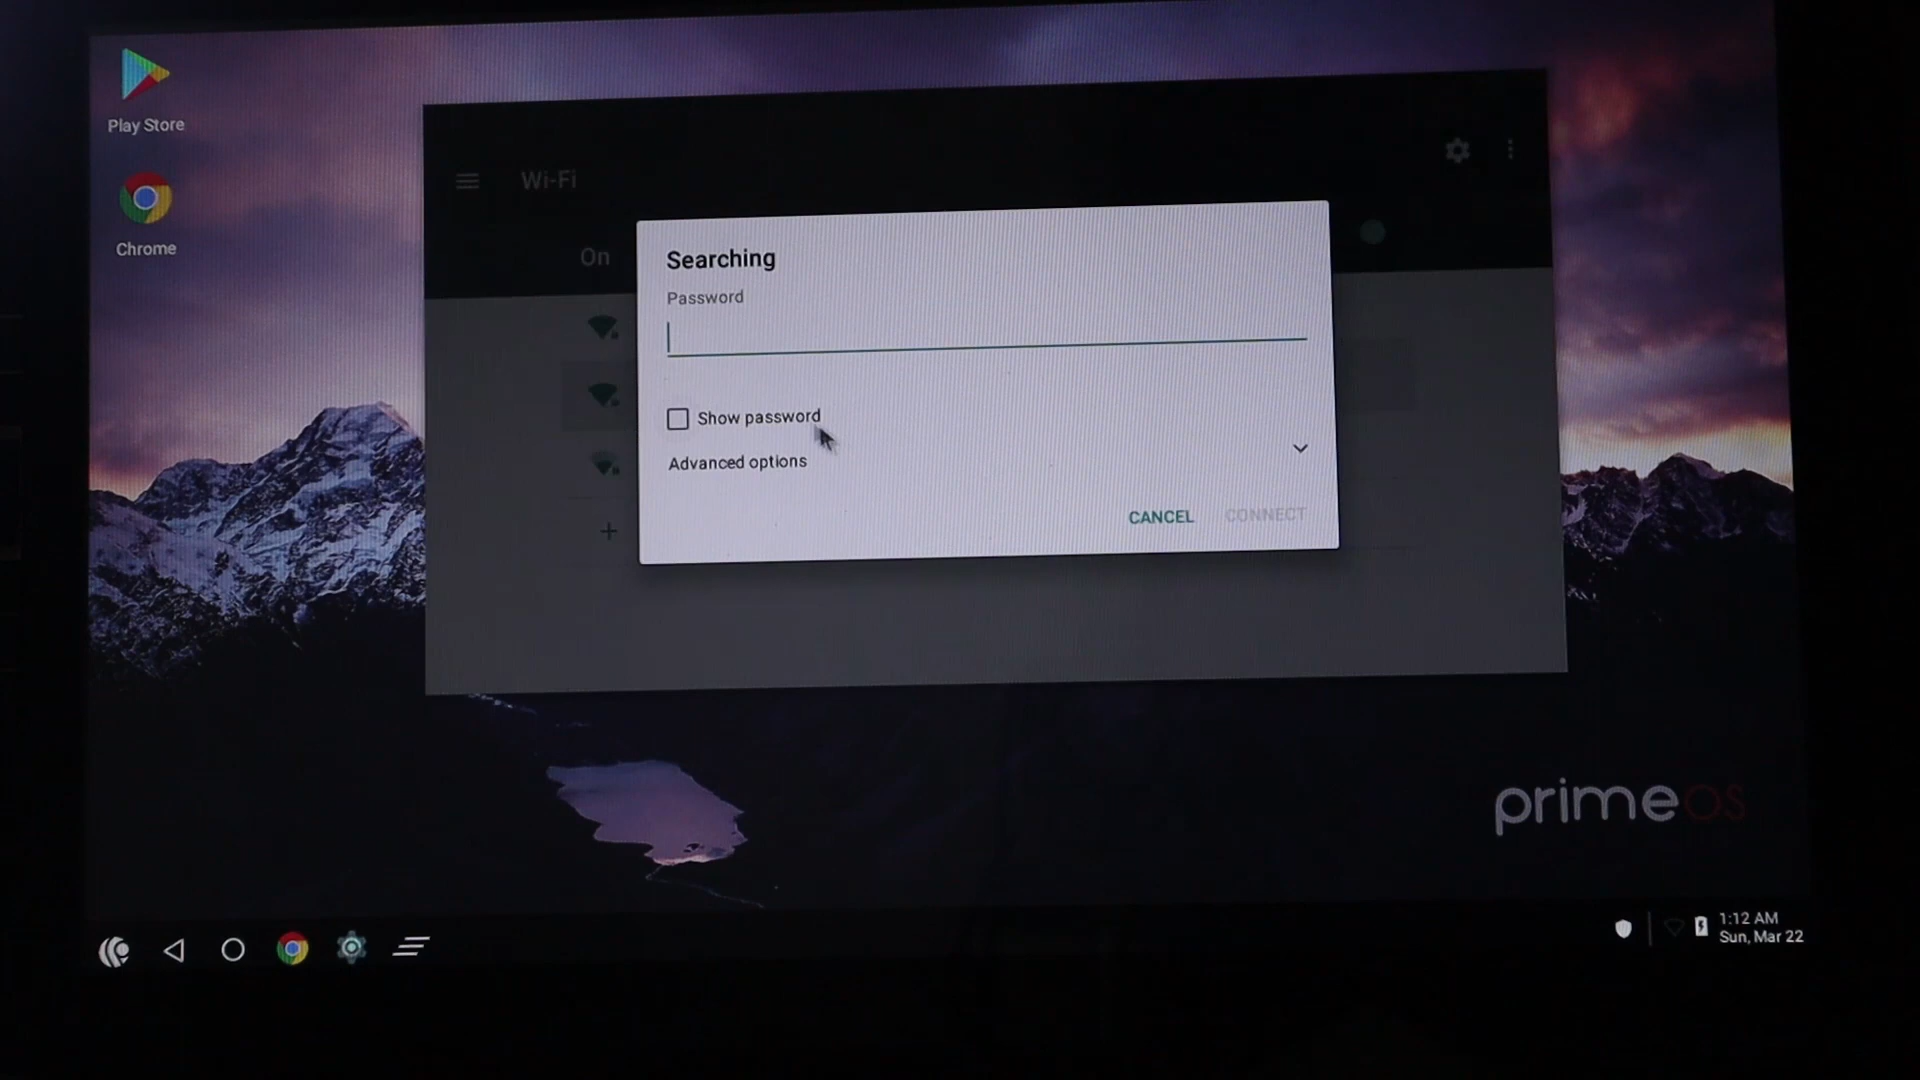 Play Store
Chrome
Wi-Fi
On
Searching
Password
Show password
Advanced options
CANCEL CONNECT
primeos
1:12 AM
Sun, Mar 22